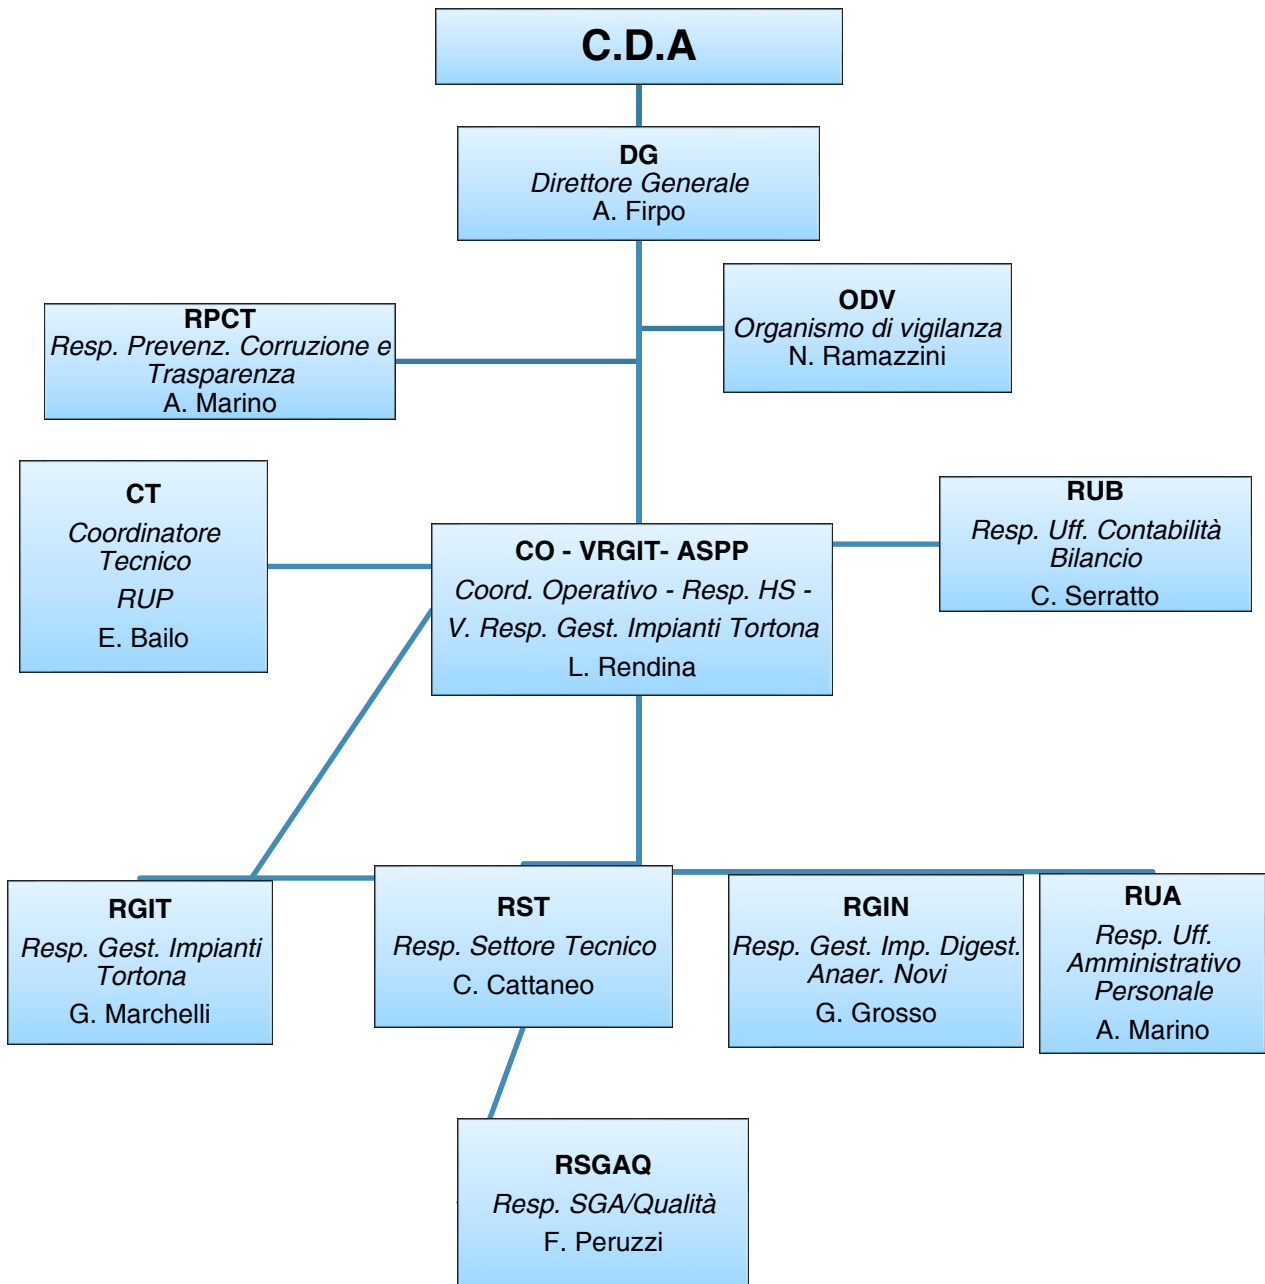 C.D.A
DG
Direttore Generale
A. Firpo
ODV
Organismo di vigilanza
N. Ramazzini
RPCT
Resp. Prevenz. Corruzione e
Trasparenza
A. Marino
CT
Coordinatore
Tecnico
RUP
E. Bailo
CO - VRGIT- ASPP
Coord. Operativo - Resp. HS -
V. Resp. Gest. Impianti Tortona
L. Rendina
RUB
Resp. Uff. Contabilità
Bilancio
C. Serratto
RGIT
Resp. Gest. Impianti
Tortona
G. Marchelli
RST
Resp. Settore Tecnico
C. Cattaneo
RGIN
Resp. Gest. Imp. Digest.
Anaer. Novi
G. Grosso
RUA
Resp. Uff.
Amministrativo
Personale
A. Marino
RSGAQ
Resp. SGA/Qualità
F. Peruzzi